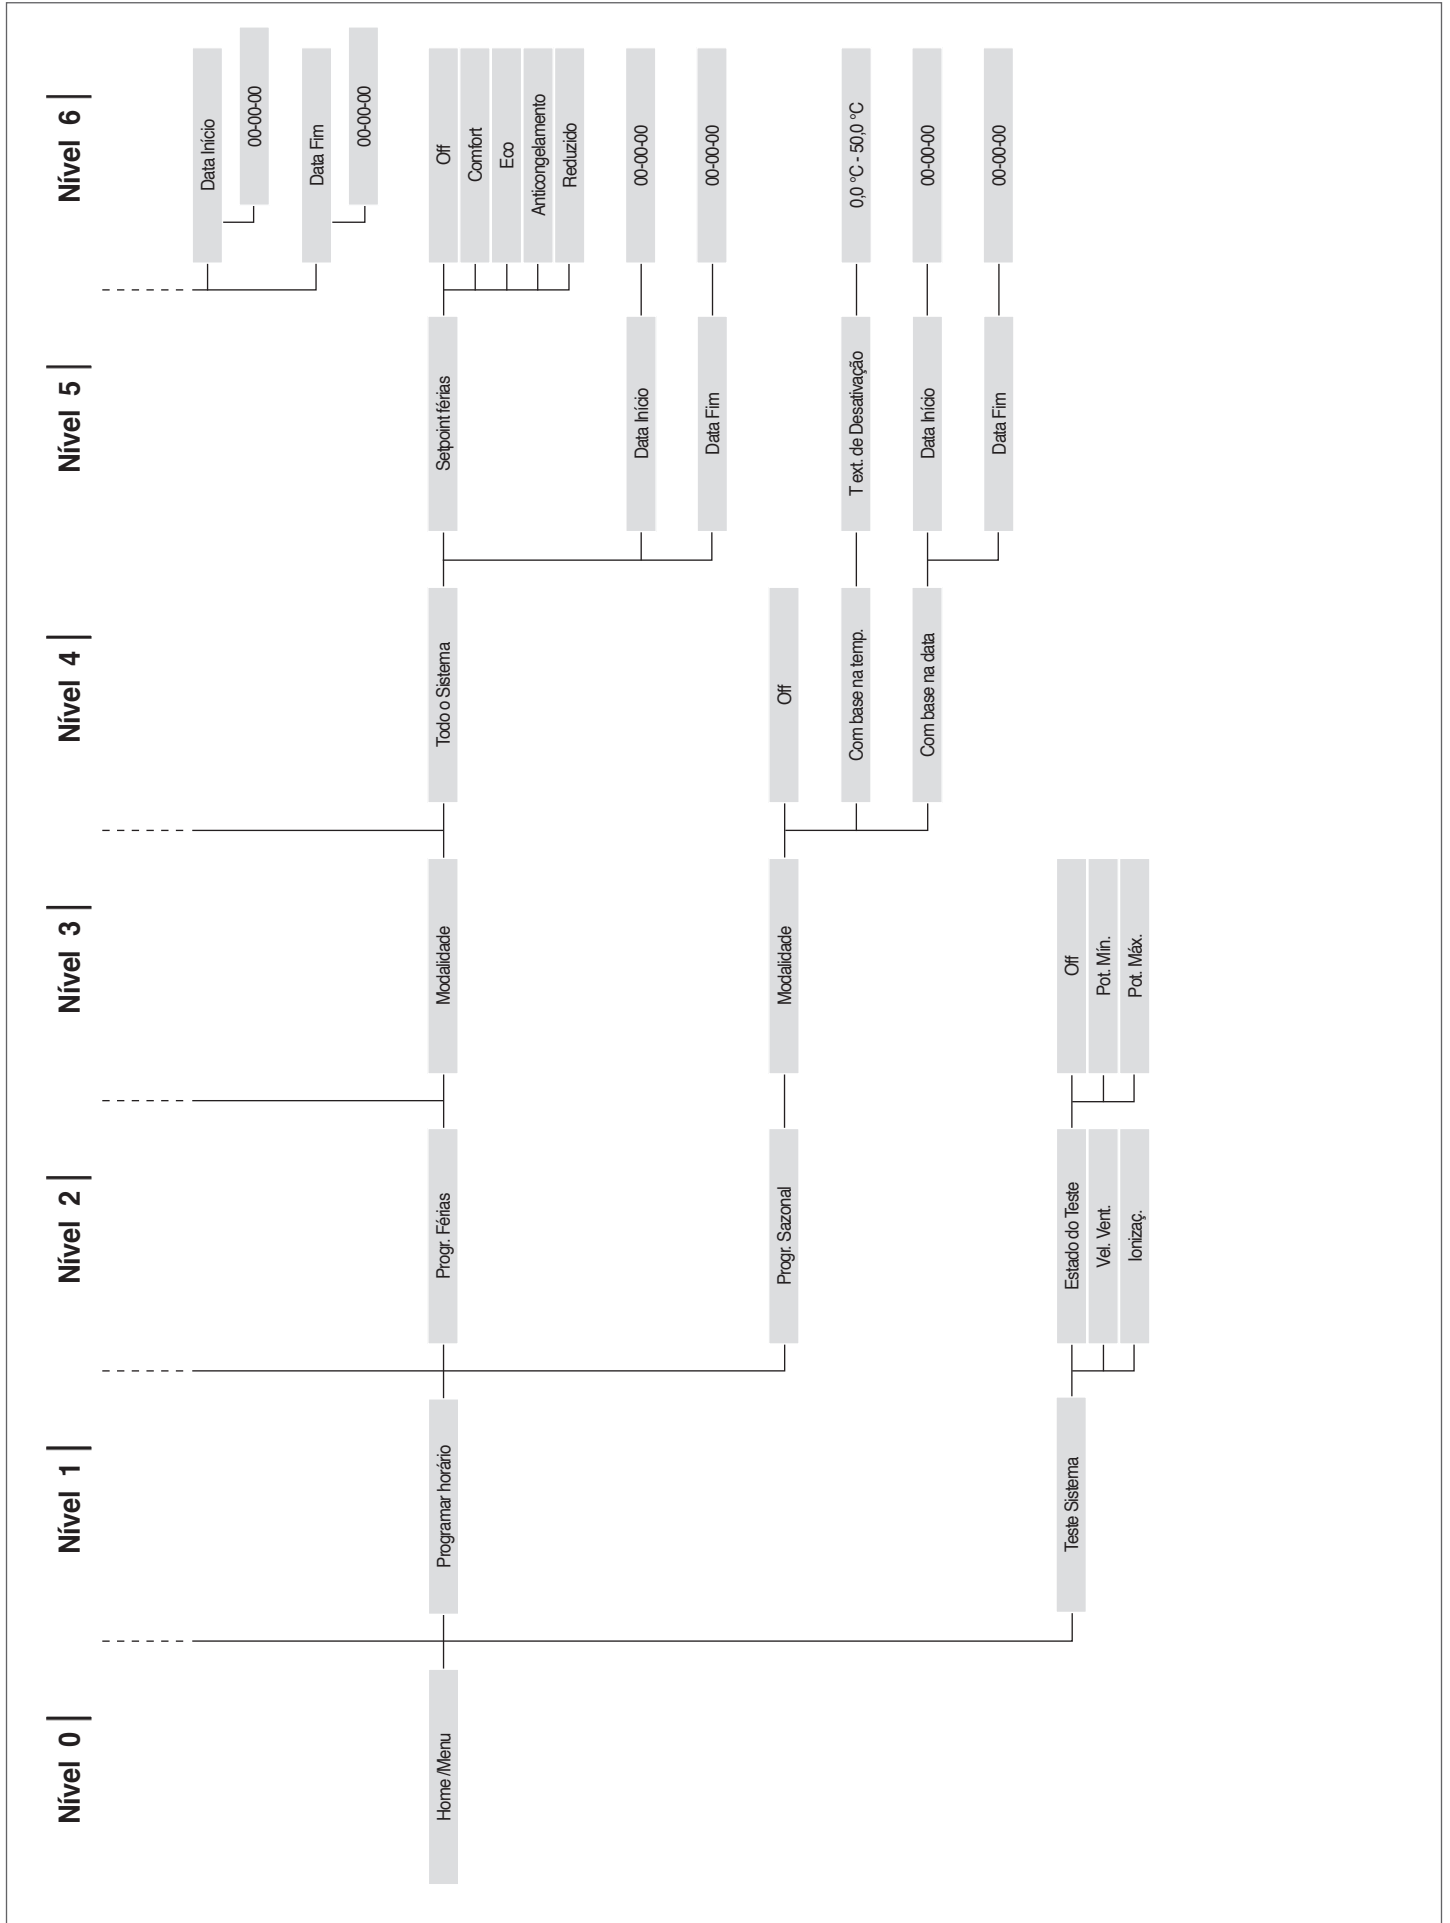 Nível 0
Nível 1
Nível 2
Nível 3
Nível 4
Nível 5
Nível 6
Data Início
00-00-00
Data Fim
00-00-00
Home /Menu
Programar horário
Progr. Férias
Modalidade
Todo o Sistema
Setpoint férias
Off
Comfort
Eco
Anticongelamento
Reduzido
Data Início
00-00-00
Data Fim
00-00-00
Progr. Sazonal
Modalidade
Off
Com base na temp.
T ext. de Desativação
0,0 °C - 50,0 °C
Com base na data
Data Início
00-00-00
Data Fim
00-00-00
Teste Sistema
Estado do Teste
Off
Vel. Vent.
Pot. Mín.
Ionizaç.
Pot. Máx.